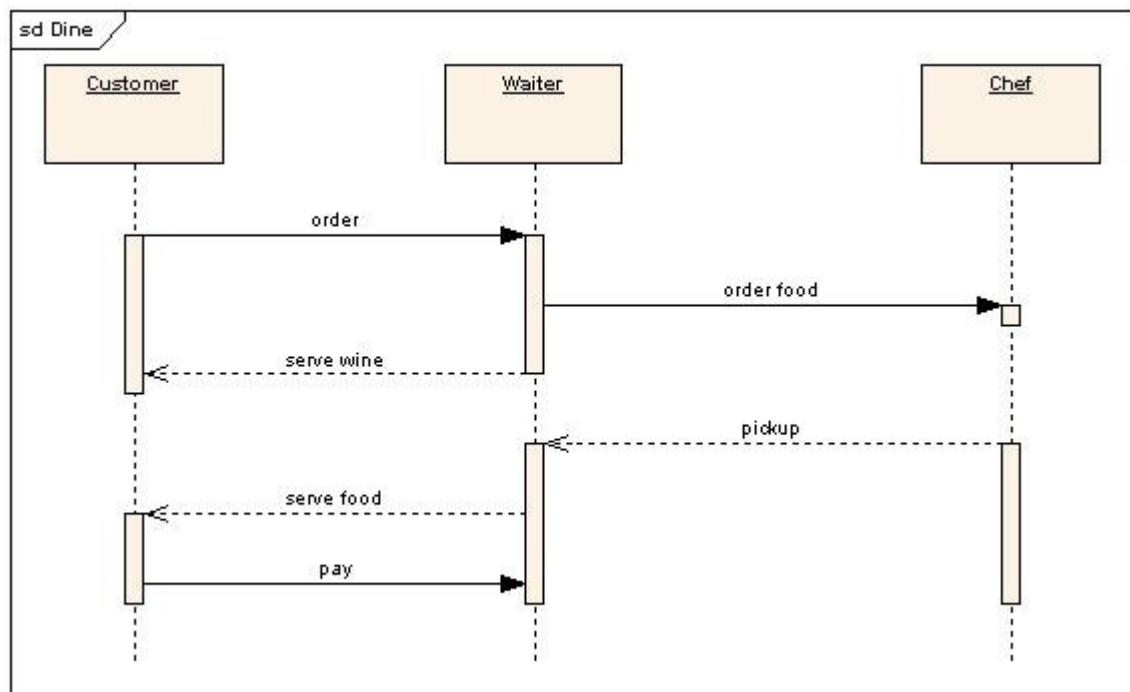 sd Dine
Customer
Waiter
Chef
order
order food
serve wine
pickup
serve food
pay